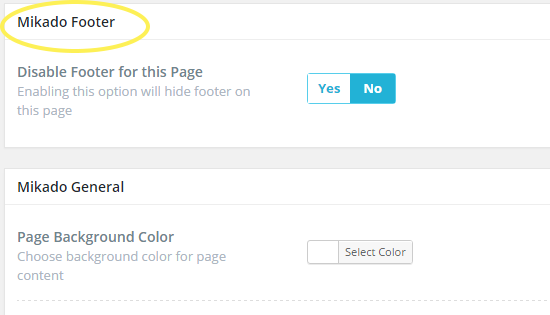 Mikado Footer
Disable Footer for this Page
Enabling this option will hide footer on
this page
Yes No
Mikado General
Page Background Color
Choose background color for page
content
Select Color